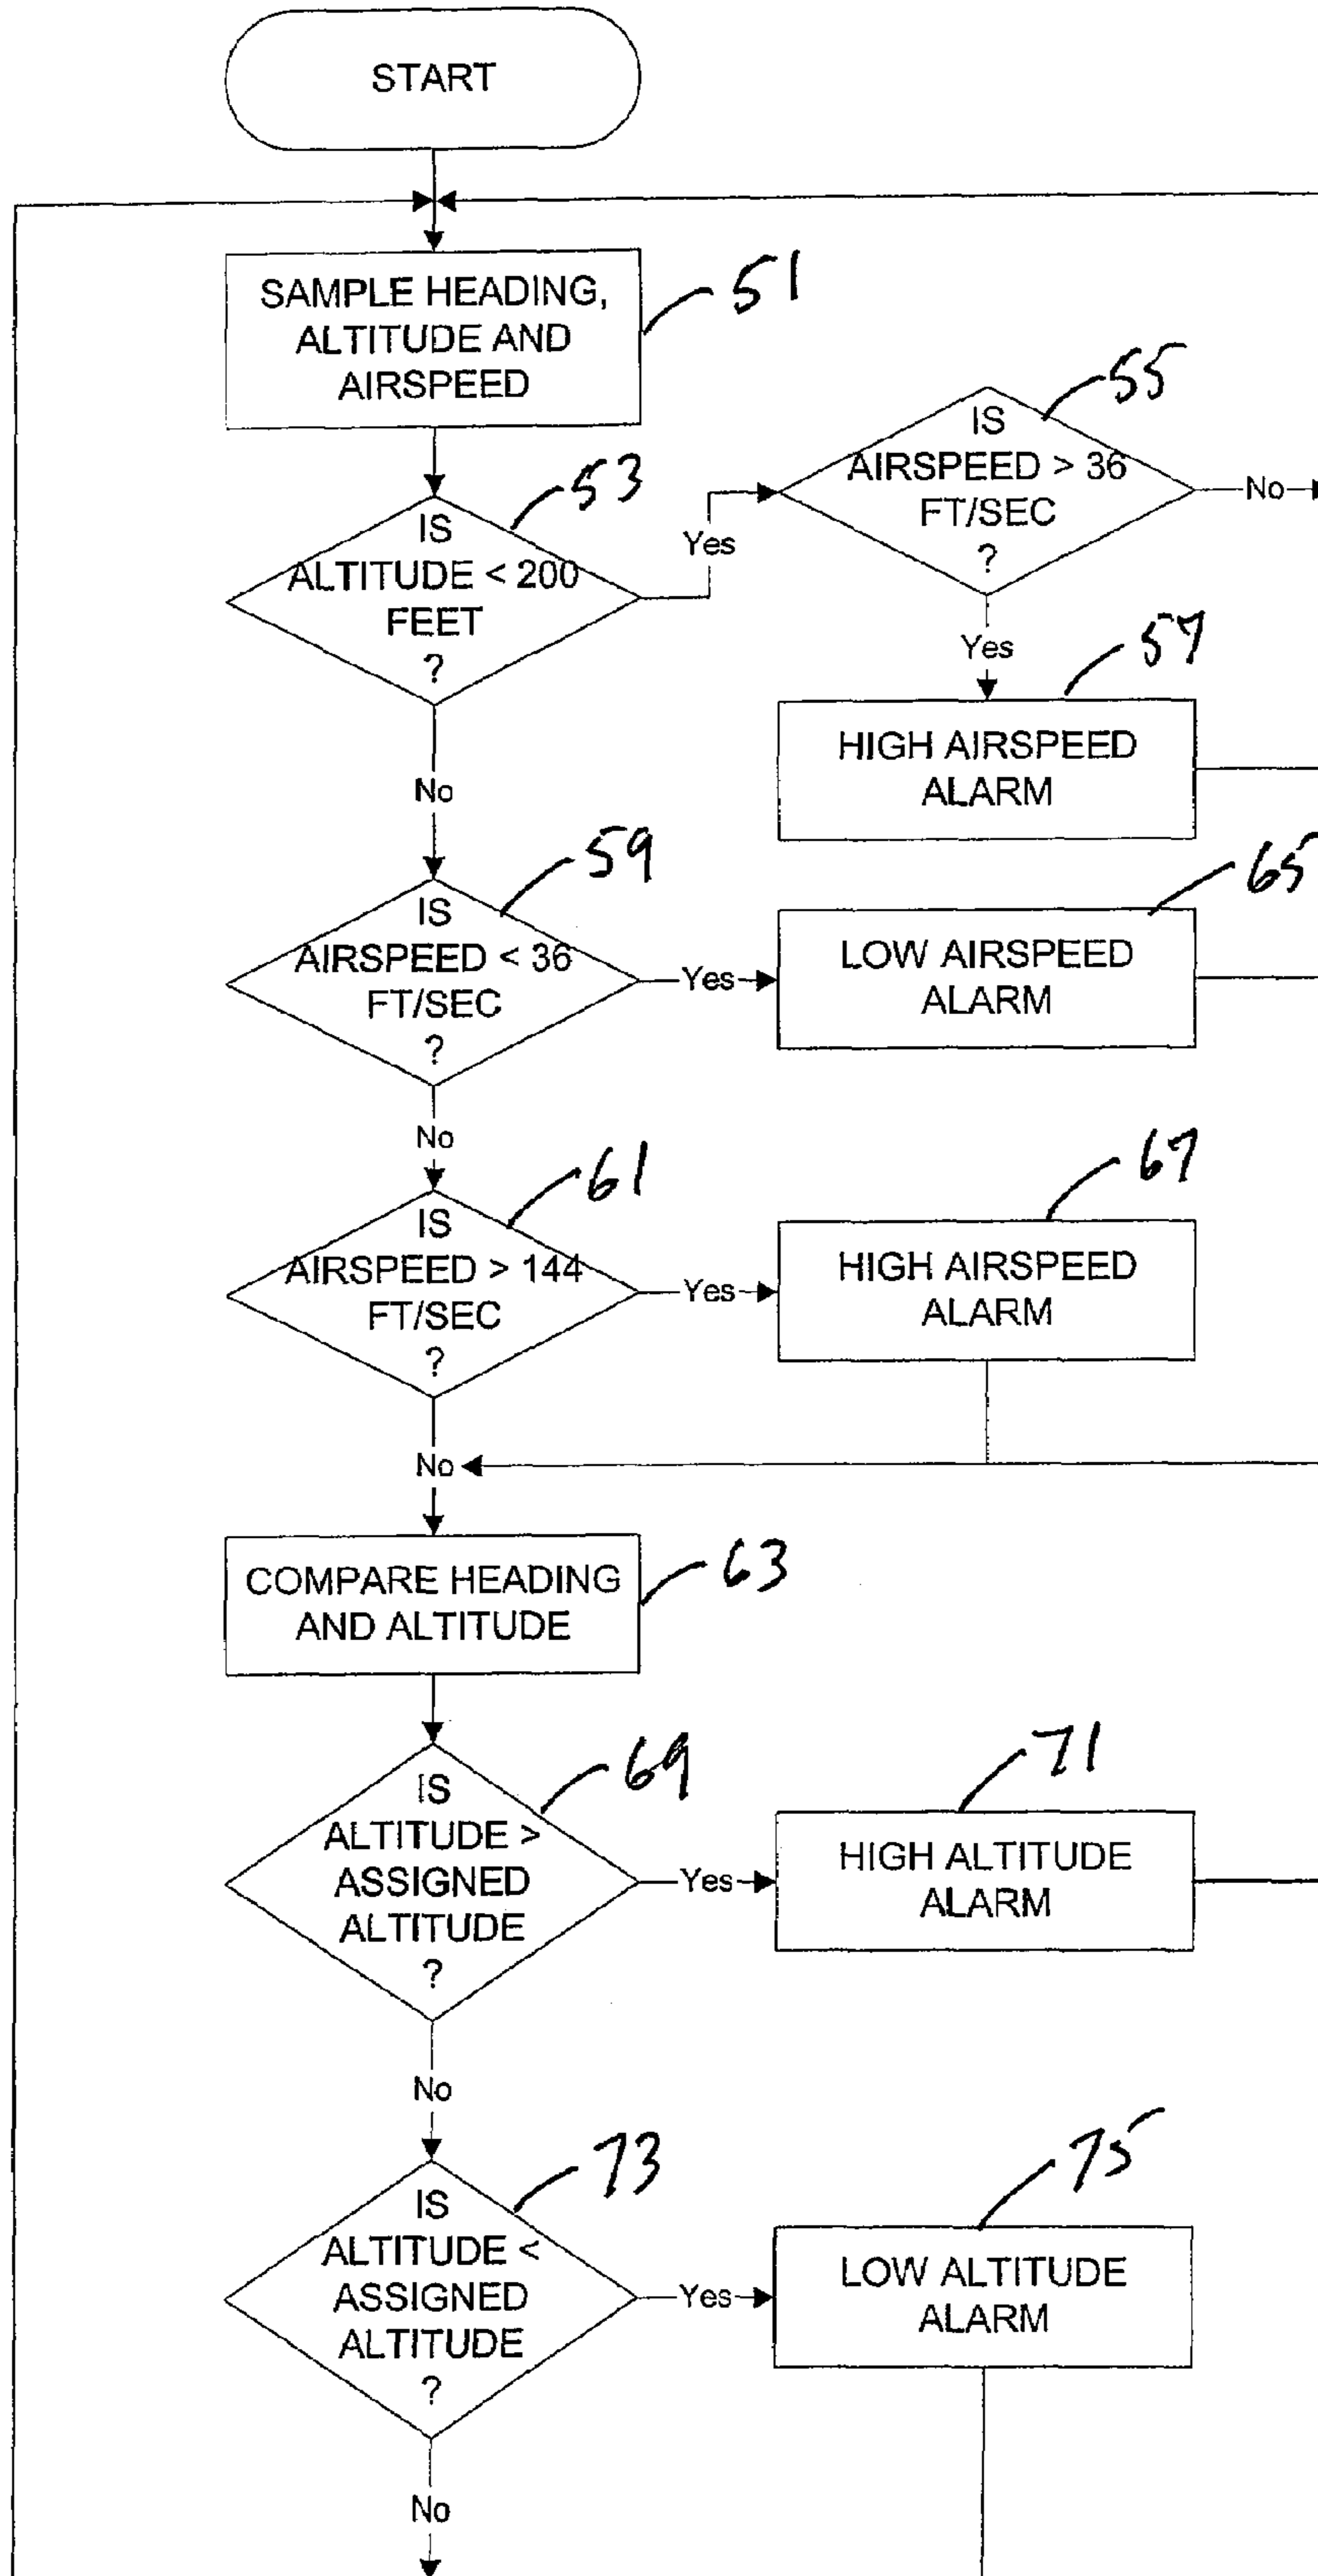 START
SAMPLE HEADING,
ALTITUDE AND
AIRSPEED
51
IS
ALTITUDE < 200
FEET
?
53
Yes
IS
AIRSPEED > 36
FT/SEC
?
55
No
Yes
HIGH AIRSPEED
ALARM
57
No
IS
AIRSPEED < 36
FT/SEC
?
59
Yes
LOW AIRSPEED
ALARM
65
No
IS
AIRSPEED > 144
FT/SEC
?
61
Yes
HIGH AIRSPEED
ALARM
67
No
COMPARE HEADING
AND ALTITUDE
63
IS
ALTITUDE >
ASSIGNED
ALTITUDE
?
69
Yes
HIGH ALTITUDE
ALARM
71
No
IS
ALTITUDE <
ASSIGNED
ALTITUDE
?
73
Yes
LOW ALTITUDE
ALARM
75
No